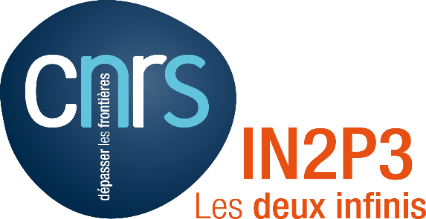 cnrs
dépasser les frontières
IN2P3
Les deux infinis